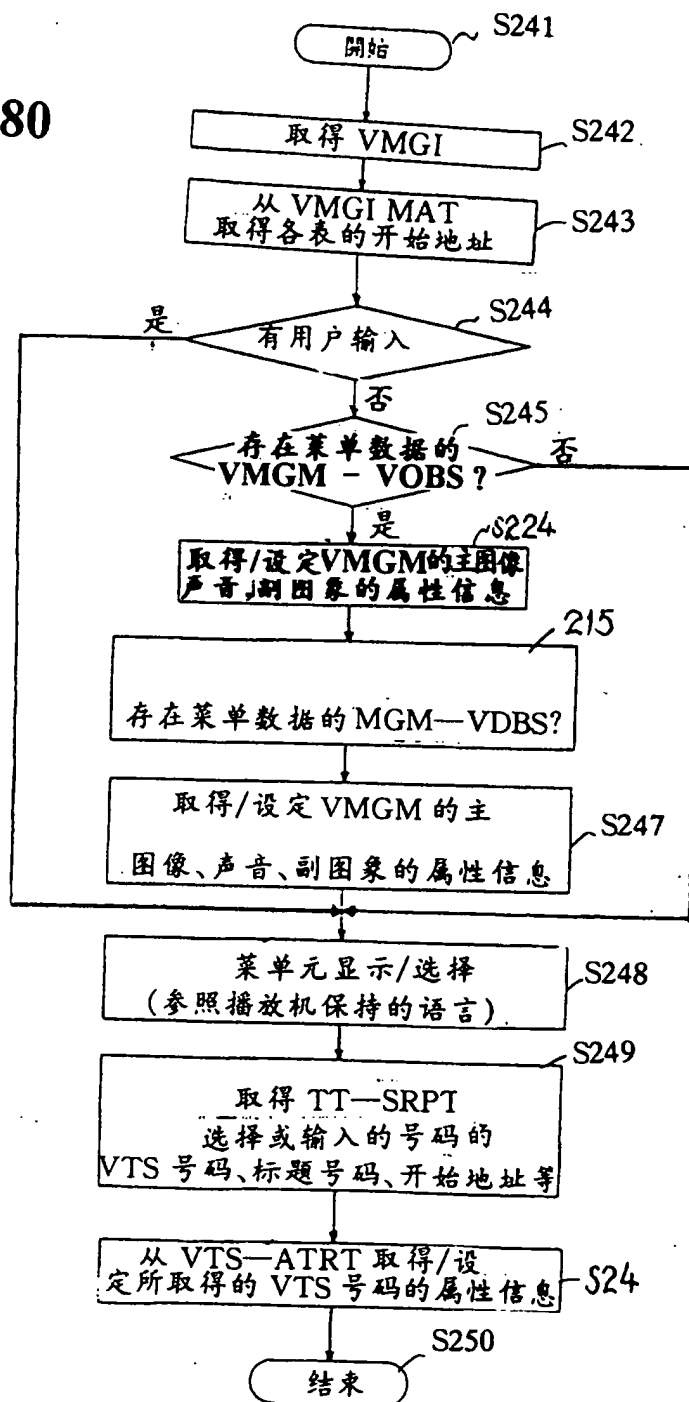 80
開始
S241
取得 VMGI
S242
从 VMGI MAT
取得各表的开始地址
S243
有用户输入
S244
是
否
存在菜单数据的
VMGM - VOBS?
S245
否
是
取得/设定VMGM的主图像
声音,副图象的属性信息
S224
215
存在菜单数据的MGM—VDBS?
取得/设定 VMGM 的主
图像、声音、副图象的属性信息
S247
菜单元显示/选择
(参照播放机保持的语言)
S248
S249
取得 TT—SRPT
选择或输入的号码的
VTS 号码、标题号码、开始地址等
从 VTS—ATRT 取得/设
定所取得的 VTS 号码的属性信息
S24
S250
结束